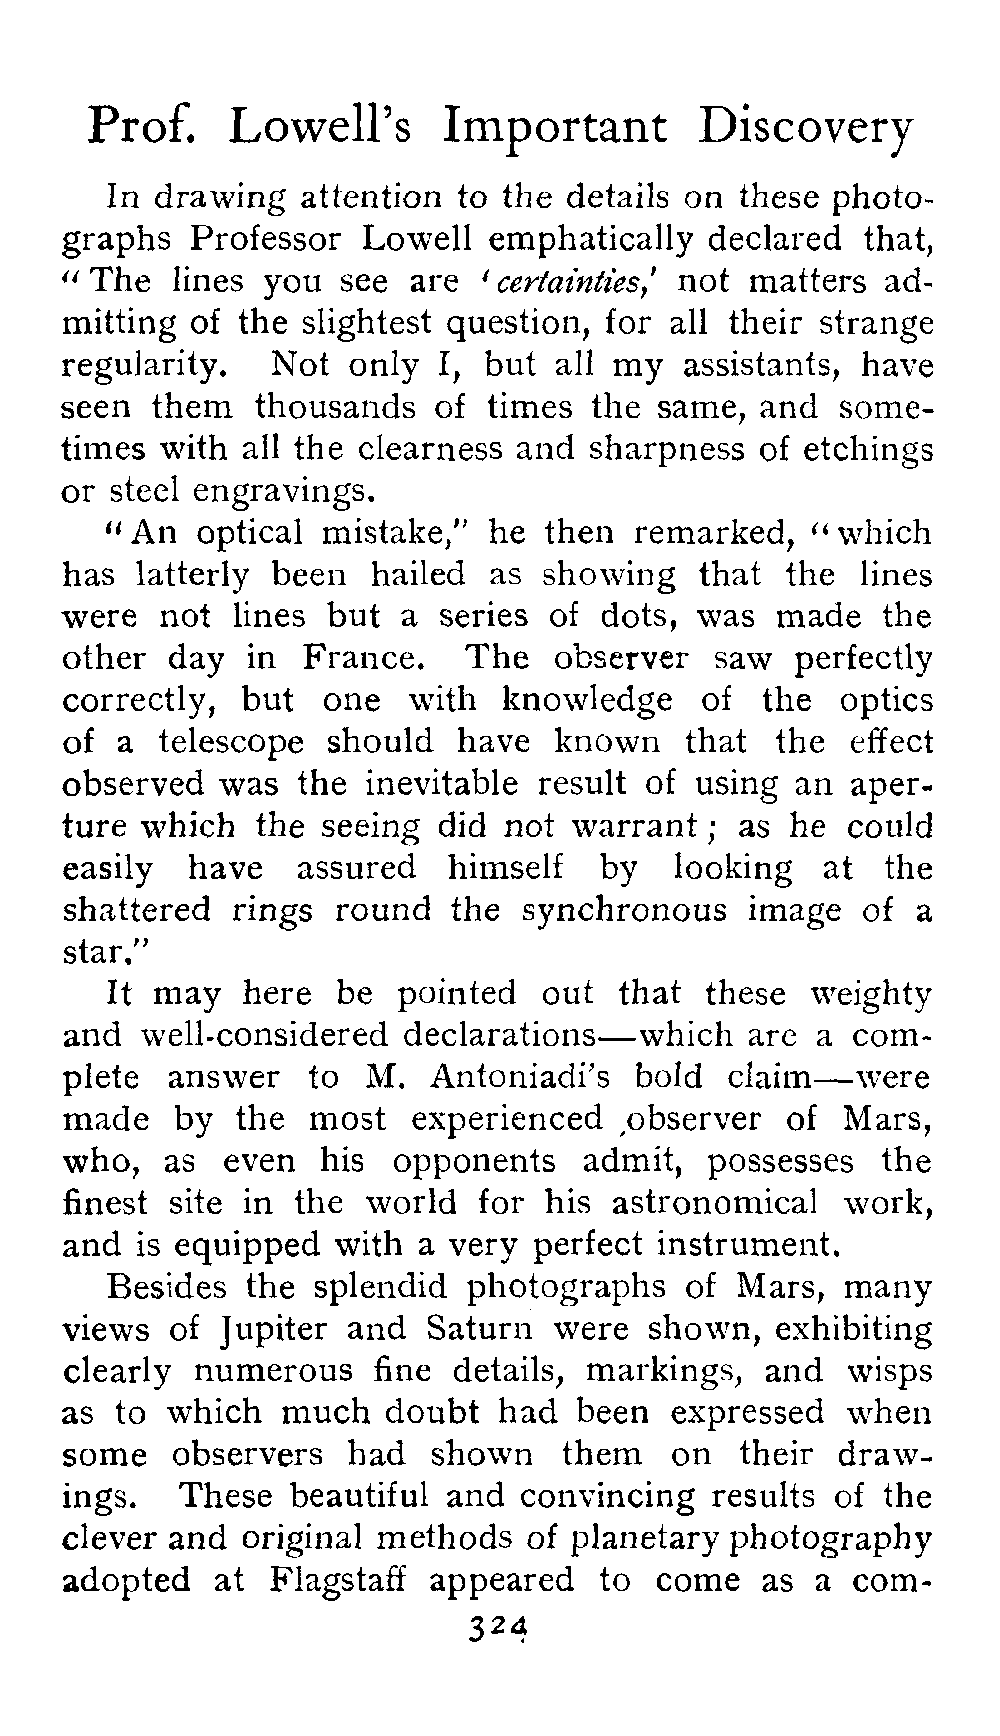 Prof. Lowell's Important Discovery
In drawing attention to the details on these photo-
graphs Professor Lowell emphatically declared that,
“The lines you see are ‘certainties,’ not matters ad-
mitting of the slightest question, for all their strange
regularity. Not only I, but all my assistants, have
seen them thousands of times the same, and some-
times with all the clearness and sharpness of etchings
or steel engravings.
“An optical mistake,” he then remarked, “which
has latterly been hailed as showing that the lines
were not lines but a series of dots, was made the
other day in France. The observer saw perfectly
correctly, but one with knowledge of the optics
of a telescope should have known that the effect
observed was the inevitable result of using an aper-
ture which the seeing did not warrant; as he could
easily have assured himself by looking at the
shattered rings round the synchronous image of a
star.”
It may here be pointed out that these weighty
and well-considered declarations—which are a com-
plete answer to M. Antoniadi's bold claim—were
made by the most experienced observer of Mars,
who, as even his opponents admit, possesses the
finest site in the world for his astronomical work,
and is equipped with a very perfect instrument.
Besides the splendid photographs of Mars, many
views of Jupiter and Saturn were shown, exhibiting
clearly numerous fine details, markings, and wisps
as to which much doubt had been expressed when
some observers had shown them on their draw-
ings. These beautiful and convincing results of the
clever and original methods of planetary photography
adopted at Flagstaff appeared to come as a com-
324